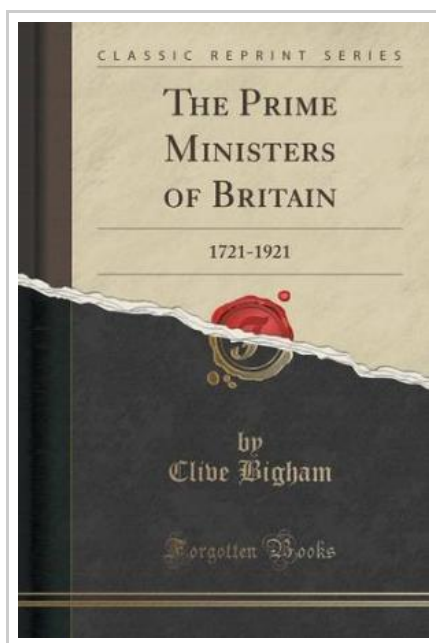 CLASSIC REPRINT SERIES
THE PRIME
MINISTERS
OF BRITAIN
1721-1921
by
Clive Bigham
Forgotten Books